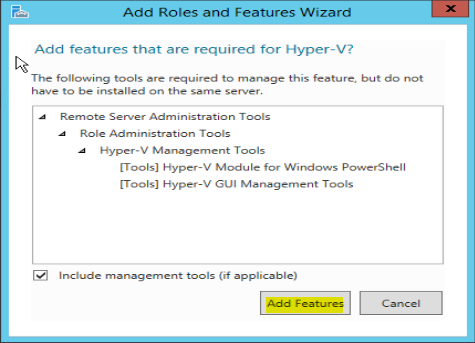 Add Roles and Features Wizard
Add features that are required for Hyper-V?
The following tools are required to manage this feature, but do not
have to be installed on the same server.
Remote Server Administration Tools
Role Administration Tools
Hyper-V Management Tools
[Tools] Hyper-V Module for Windows PowerShell
[Tools] Hyper-V GUI Management Tools
Include management tools (if applicable)
Add Features Cancel